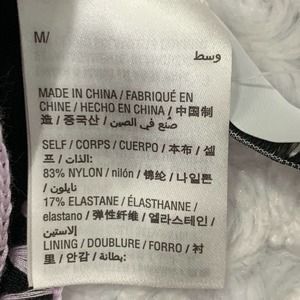 M/
وسط
MADE IN CHINA / FABRIQUÉ EN
CHINE / HECHO EN CHINA / 中国制
造 / 중국산 / صنع في الصين
SELF / CORPS / CUERPO / 本布 / 셀
프 / الذات:
83% NYLON / nilón / 锦纶 / 나일론
/ نايلون
17% ELASTANE / ÉLASTHANNE /
elastano / 弹性纤维 / 엘라스테인 /
إلاستين
LINING / DOUBLURE / FORRO / 衬
里 / 안감 / بطانة: